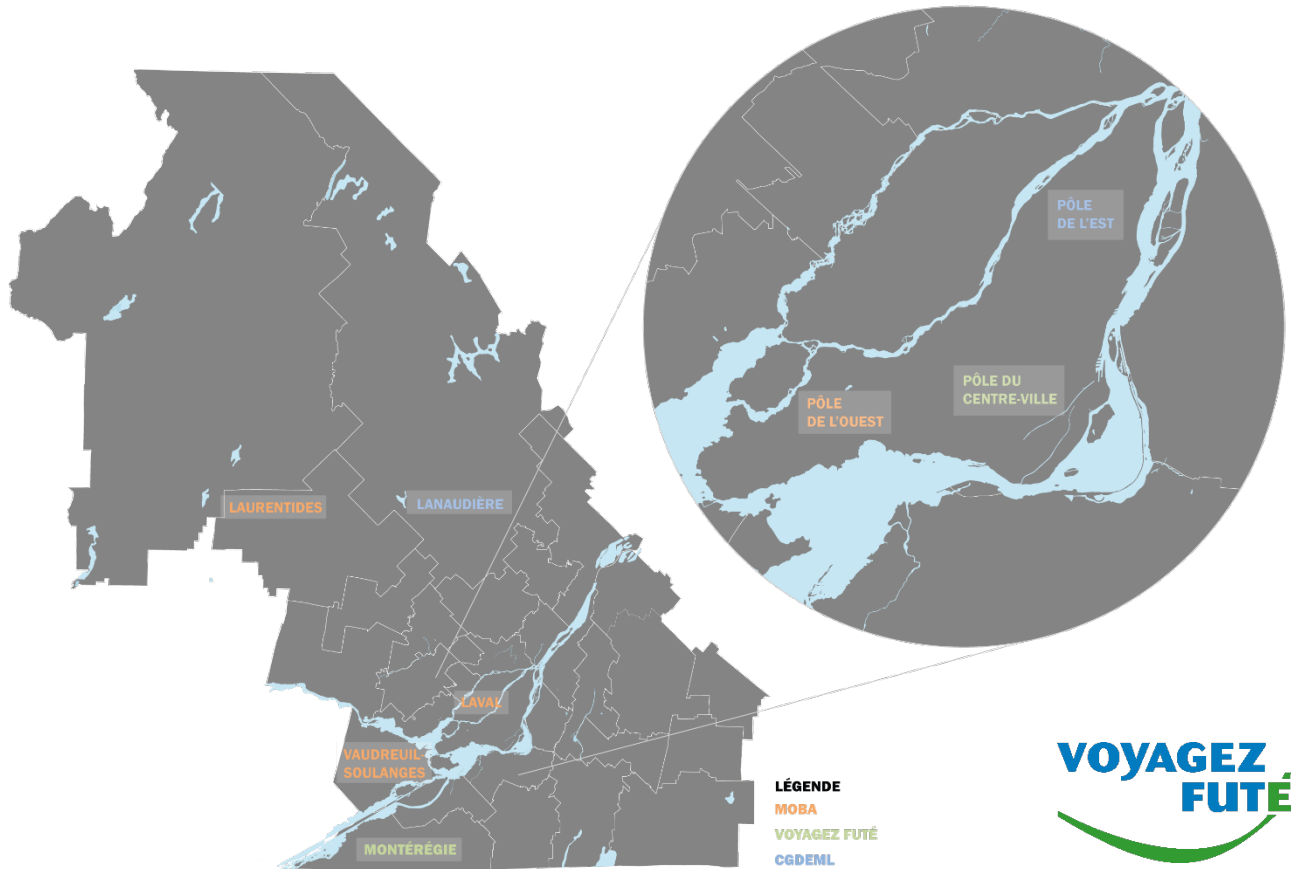 PÔLE
DE L'EST
PÔLE DU
CENTRE-VILLE
PÔLE
DE L'OUEST
LAURENTIDES
LANAUDIÈRE
LAVAL
VAUDREUIL-
SOULANGES
MONTÉRÉGIE
LÉGENDE
MOBA
VOYAGEZ FUTÉ
CGDEML
VOYAGEZ
FUTÉ